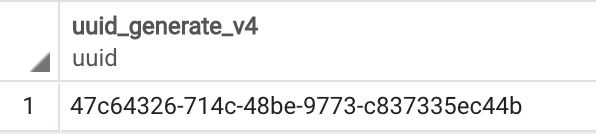 uuid_generate_v4
uuid
1 47c64326-714c-48be-9773-c837335ec44b